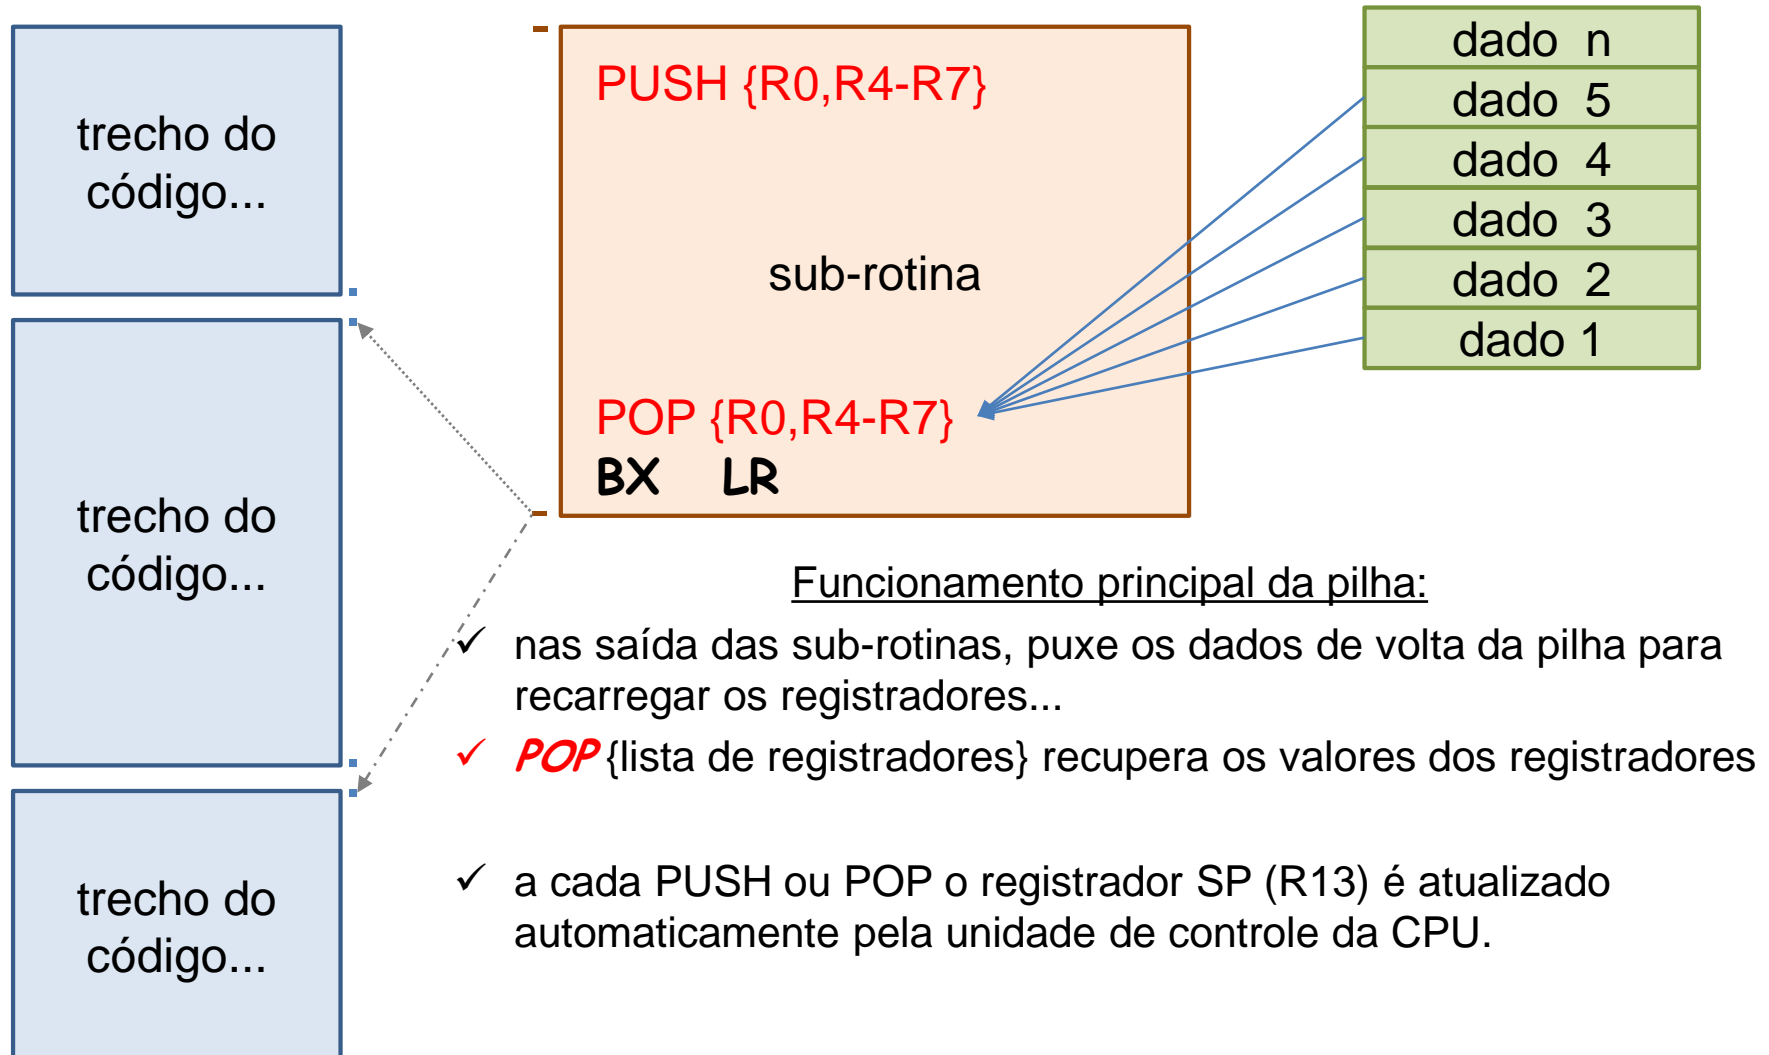 trecho do
código...
trecho do
código...
trecho do
código...
PUSH {R0,R4-R7}
sub-rotina
POP {R0,R4-R7}
BX LR
dado n
dado 5
dado 4
dado 3
dado 2
dado 1
Funcionamento principal da pilha:
✓ nas saída das sub-rotinas, puxe os dados de volta da pilha para
recarregar os registradores...
✓ POP {lista de registradores} recupera os valores dos registradores
✓ a cada PUSH ou POP o registrador SP (R13) é atualizado
automaticamente pela unidade de controle da CPU.